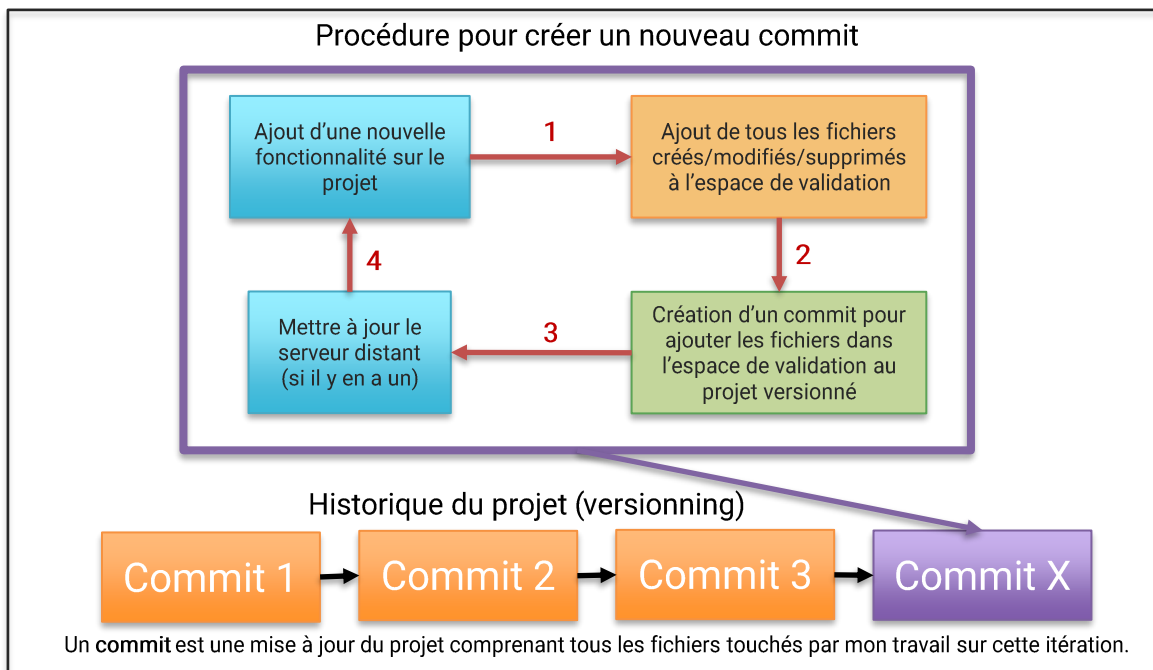 Procédure pour créer un nouveau commit
Ajout d'une nouvelle
fonctionnalité sur le
projet
1
Ajout de tous les fichiers
créés/modifiés/supprimés
à l'espace de validation
2
Création d'un commit pour
ajouter les fichiers dans
l'espace de validation au
projet versionné
3
Mettre à jour le
serveur distant
(si il y en a un)
4
Historique du projet (versionning)
Commit 1
Commit 2
Commit 3
Commit X
Un commit est une mise à jour du projet comprenant tous les fichiers touchés par mon travail sur cette itération.